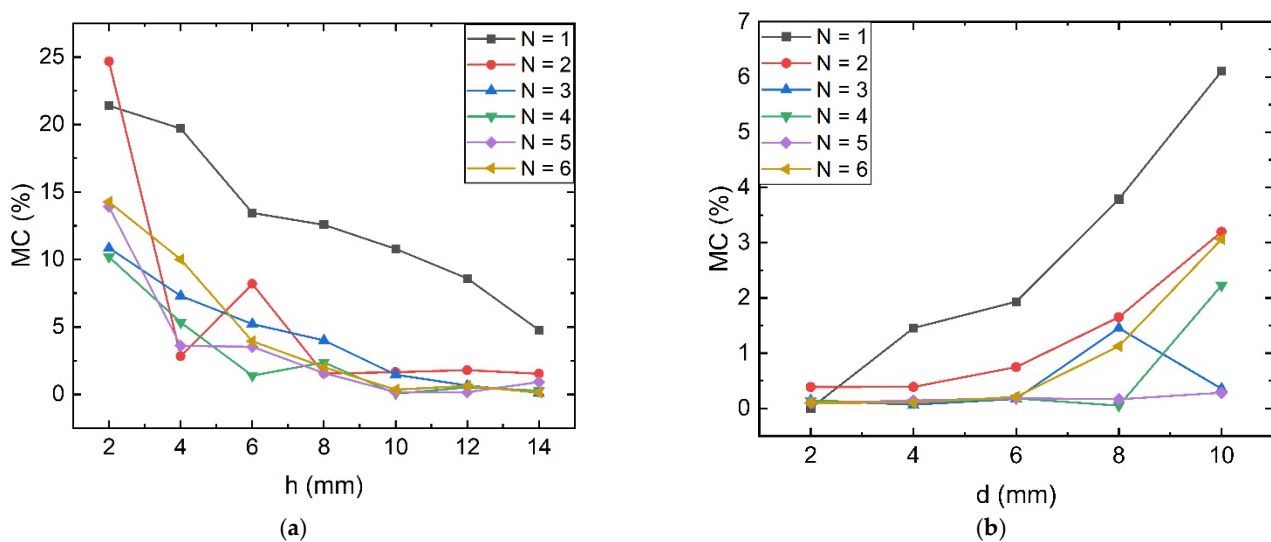 25
20
15
10
5
0
MC (%)
2 4 6 8 10 12 14
h (mm)
N = 1
N = 2
N = 3
N = 4
N = 5
N = 6
(a)
7
6
5
4
3
2
1
0
MC (%)
2 4 6 8 10
d (mm)
N = 1
N = 2
N = 3
N = 4
N = 5
N = 6
(b)